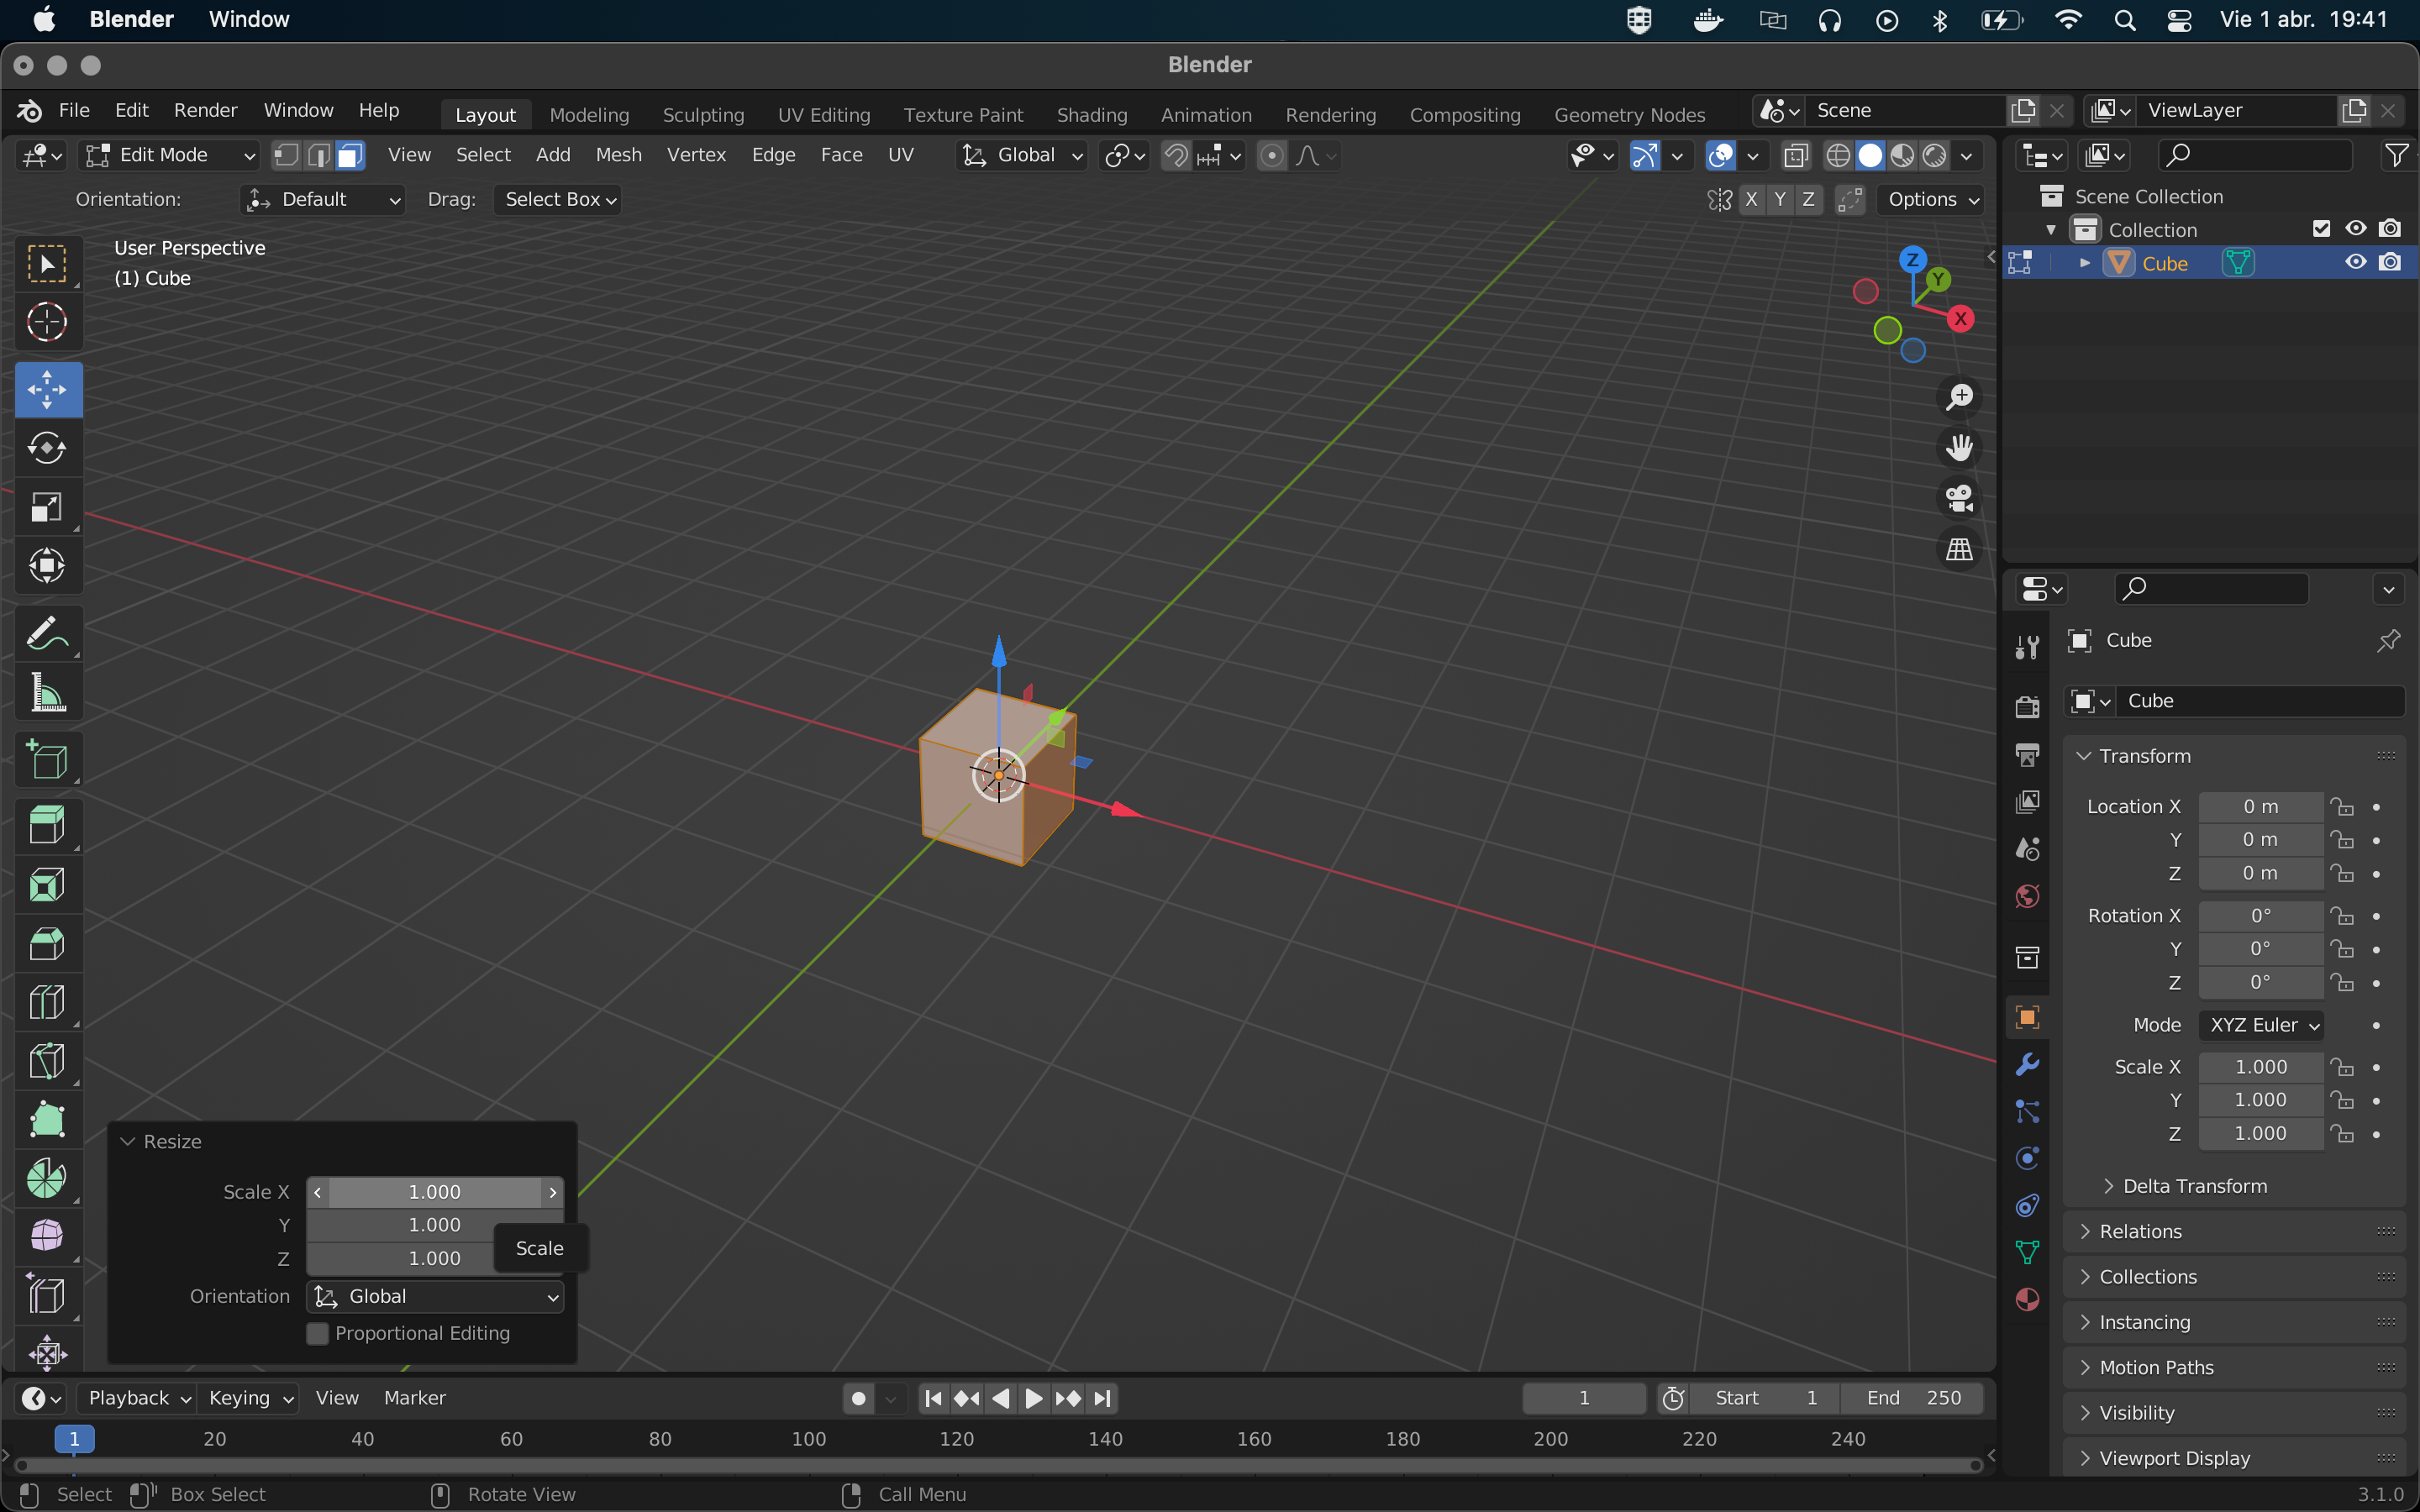 Blender Window Vie 1 abr. 19:41
Blender
File Edit Render Window Help Layout Modeling Sculpting UV Editing Texture Paint Shading Animation Rendering Compositing Geometry Nodes Scene ViewLayer
Edit Mode View Select Add Mesh Vertex Edge Face UV Global
Orientation: Default Drag: Select Box X Y Z Options
User Perspective
(1) Cube
Z
Y
X
Scene Collection
Collection
Cube
Cube
Cube
Transform
Location X 0 m
Y 0 m
Z 0 m
Rotation X 0°
Y 0°
Z 0°
Mode XYZ Euler
Scale X 1.000
Y 1.000
Z 1.000
Delta Transform
Relations
Collections
Instancing
Motion Paths
Visibility
Viewport Display
Resize
Scale X 1.000
Y 1.000
Z 1.000
Scale
Orientation Global
Proportional Editing
Playback Keying View Marker 1 Start 1 End 250
1 20 40 60 80 100 120 140 160 180 200 220 240
Select Box Select Rotate View Call Menu 3.1.0